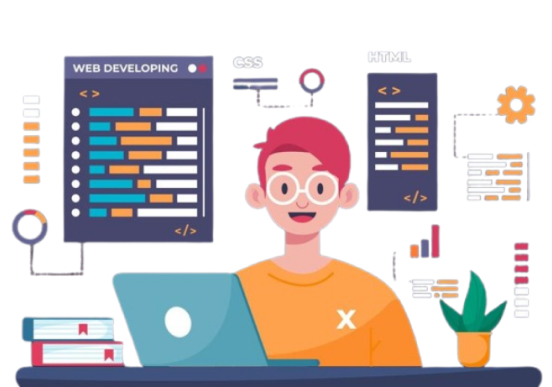 WEB DEVELOPING
CSS
HTML
< >
< >
</>
</>
X